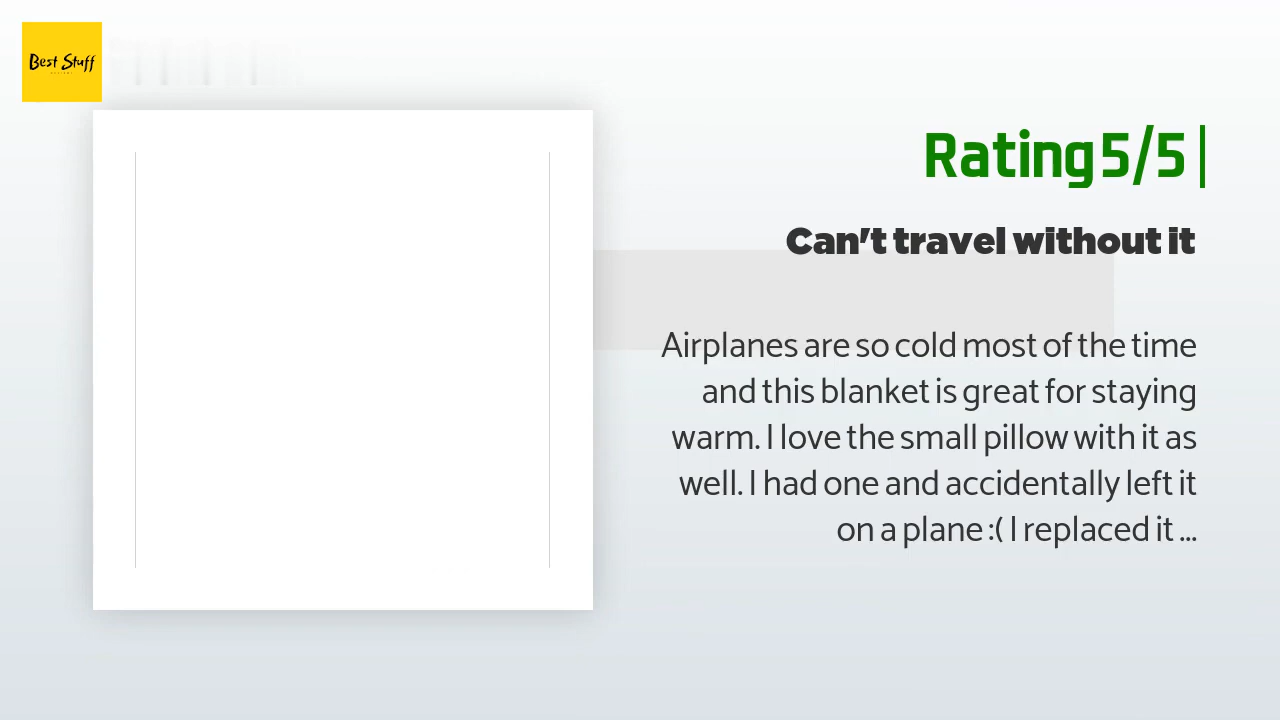 Best Stuff
Rating 5/5 |
Can't travel without it
Airplanes are so cold most of the time
and this blanket is great for staying
warm. I love the small pillow with it as
well. I had one and accidentally left it
on a plane :( I replaced it ...